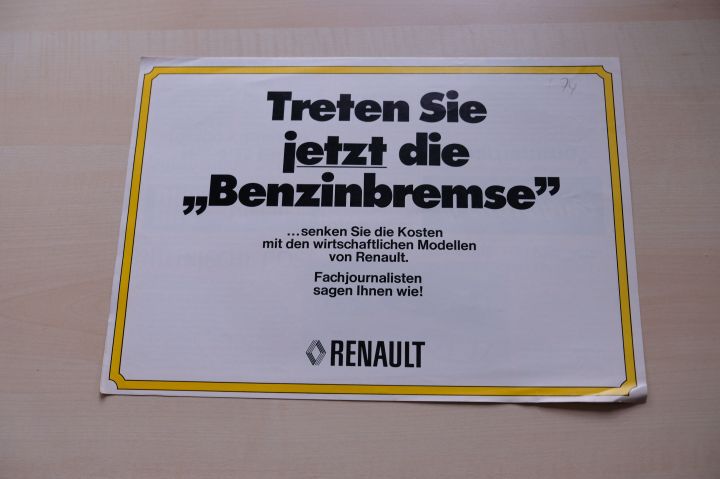 74
Treten Sie
jetzt die
„Benzinbremse”
...senken Sie die Kosten
mit den wirtschaftlichen Modellen
von Renault.
Fachjournalisten
sagen Ihnen wie!
RENAULT